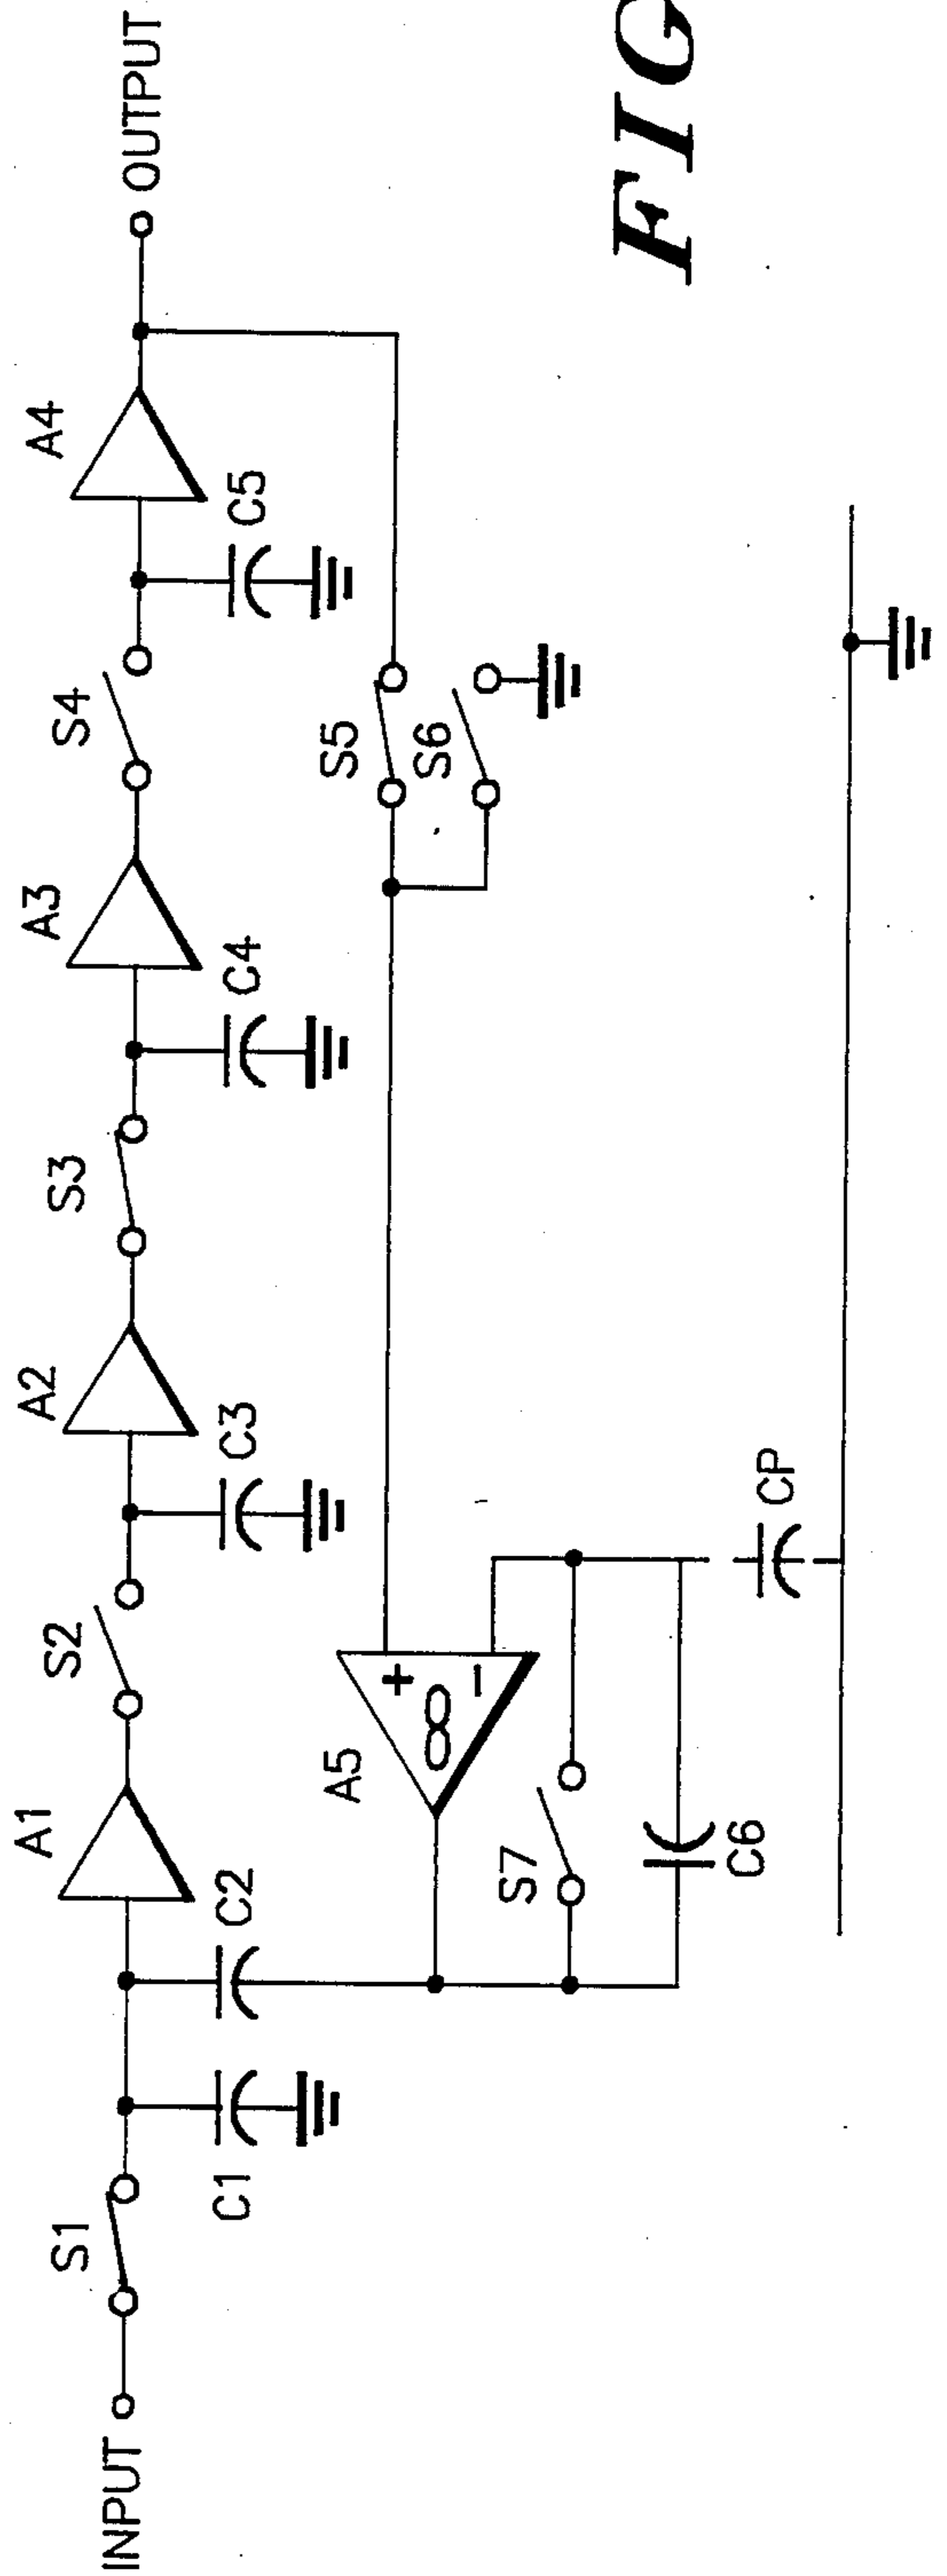 INPUT
S1
C1
C2
A1
S2
C3
A2
S3
C4
A3
S4
C5
A4
OUTPUT
A5
+
∞
−
S7
C6
CP
S5
S6
FIG